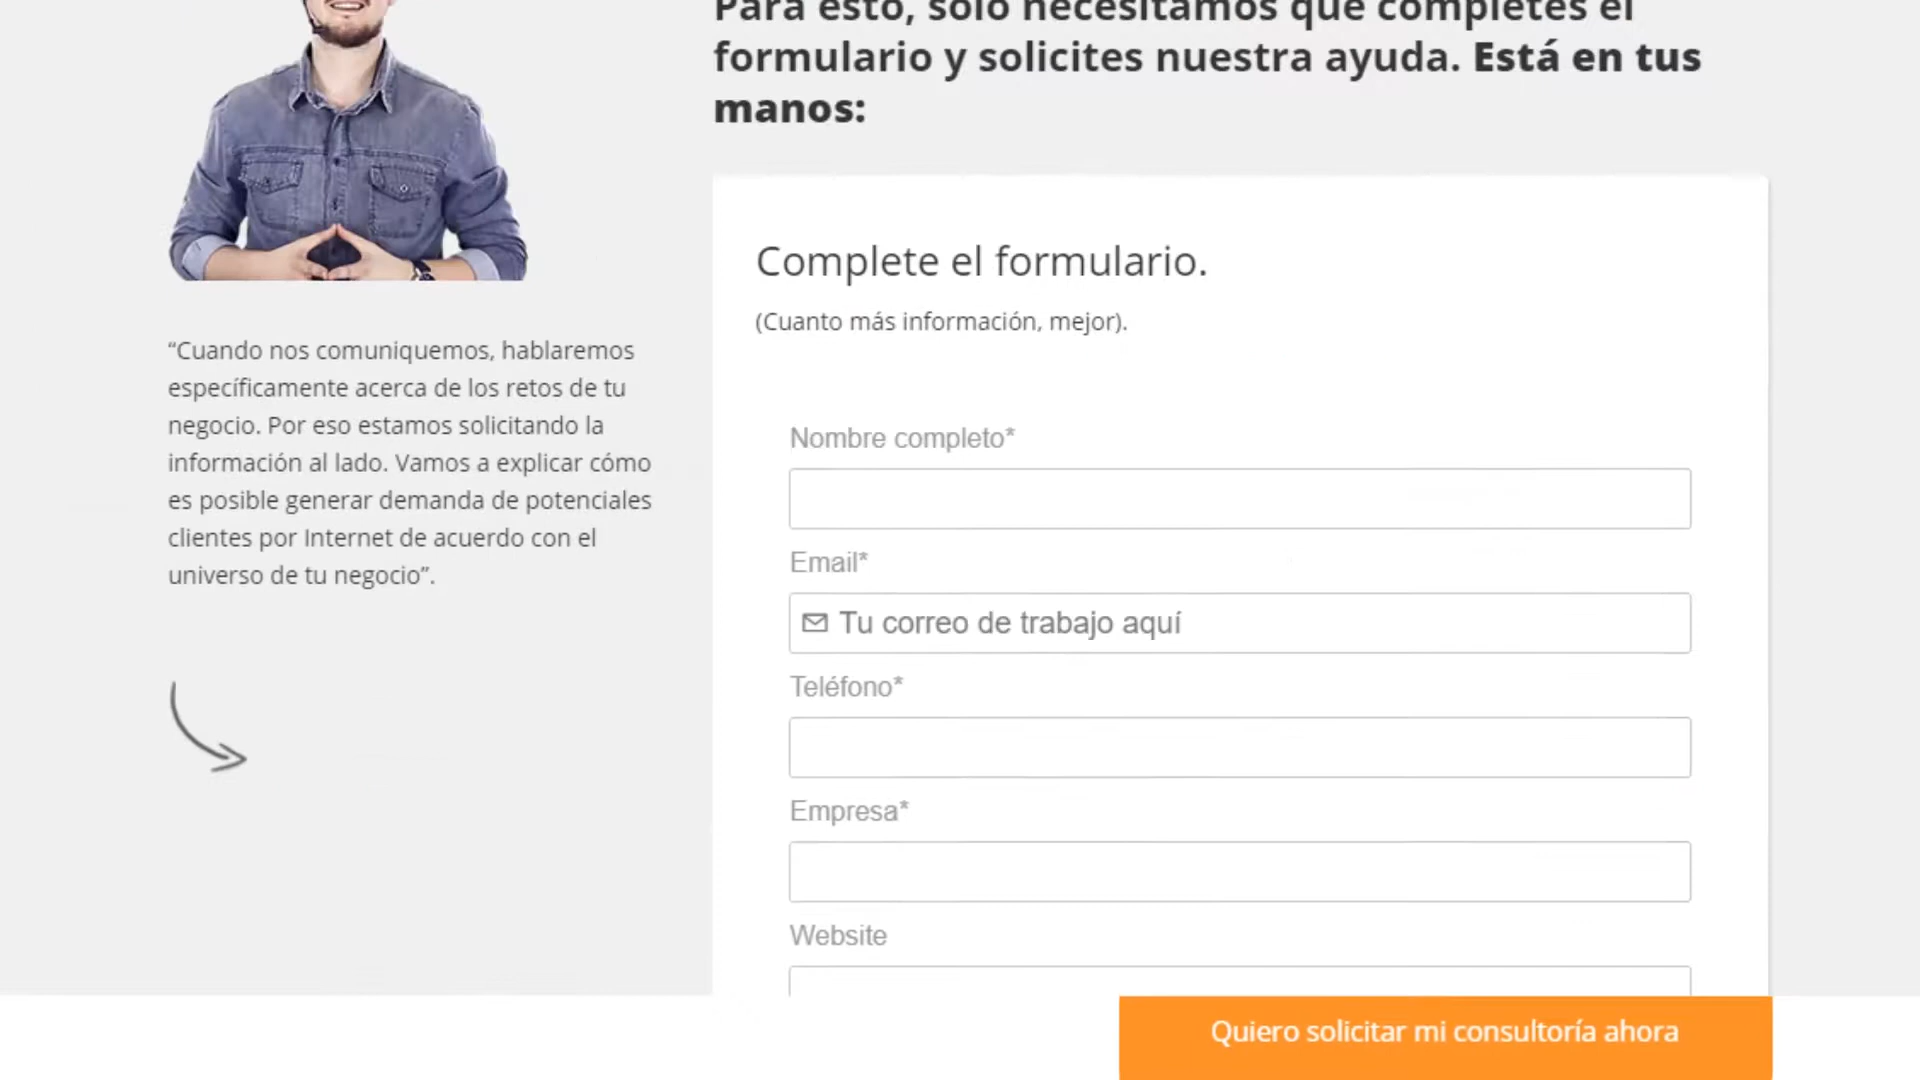 Para esto, solo necesitamos que completes el
formulario y solicites nuestra ayuda. Está en tus
manos:
Complete el formulario.
(Cuanto más información, mejor).
“Cuando nos comuniquemos, hablaremos
específicamente acerca de los retos de tu
negocio. Por eso estamos solicitando la
información al lado. Vamos a explicar cómo
es posible generar demanda de potenciales
clientes por Internet de acuerdo con el
universo de tu negocio”.
Nombre completo*
Email*
Tu correo de trabajo aquí
Teléfono*
Empresa*
Website
Quiero solicitar mi consultoría ahora